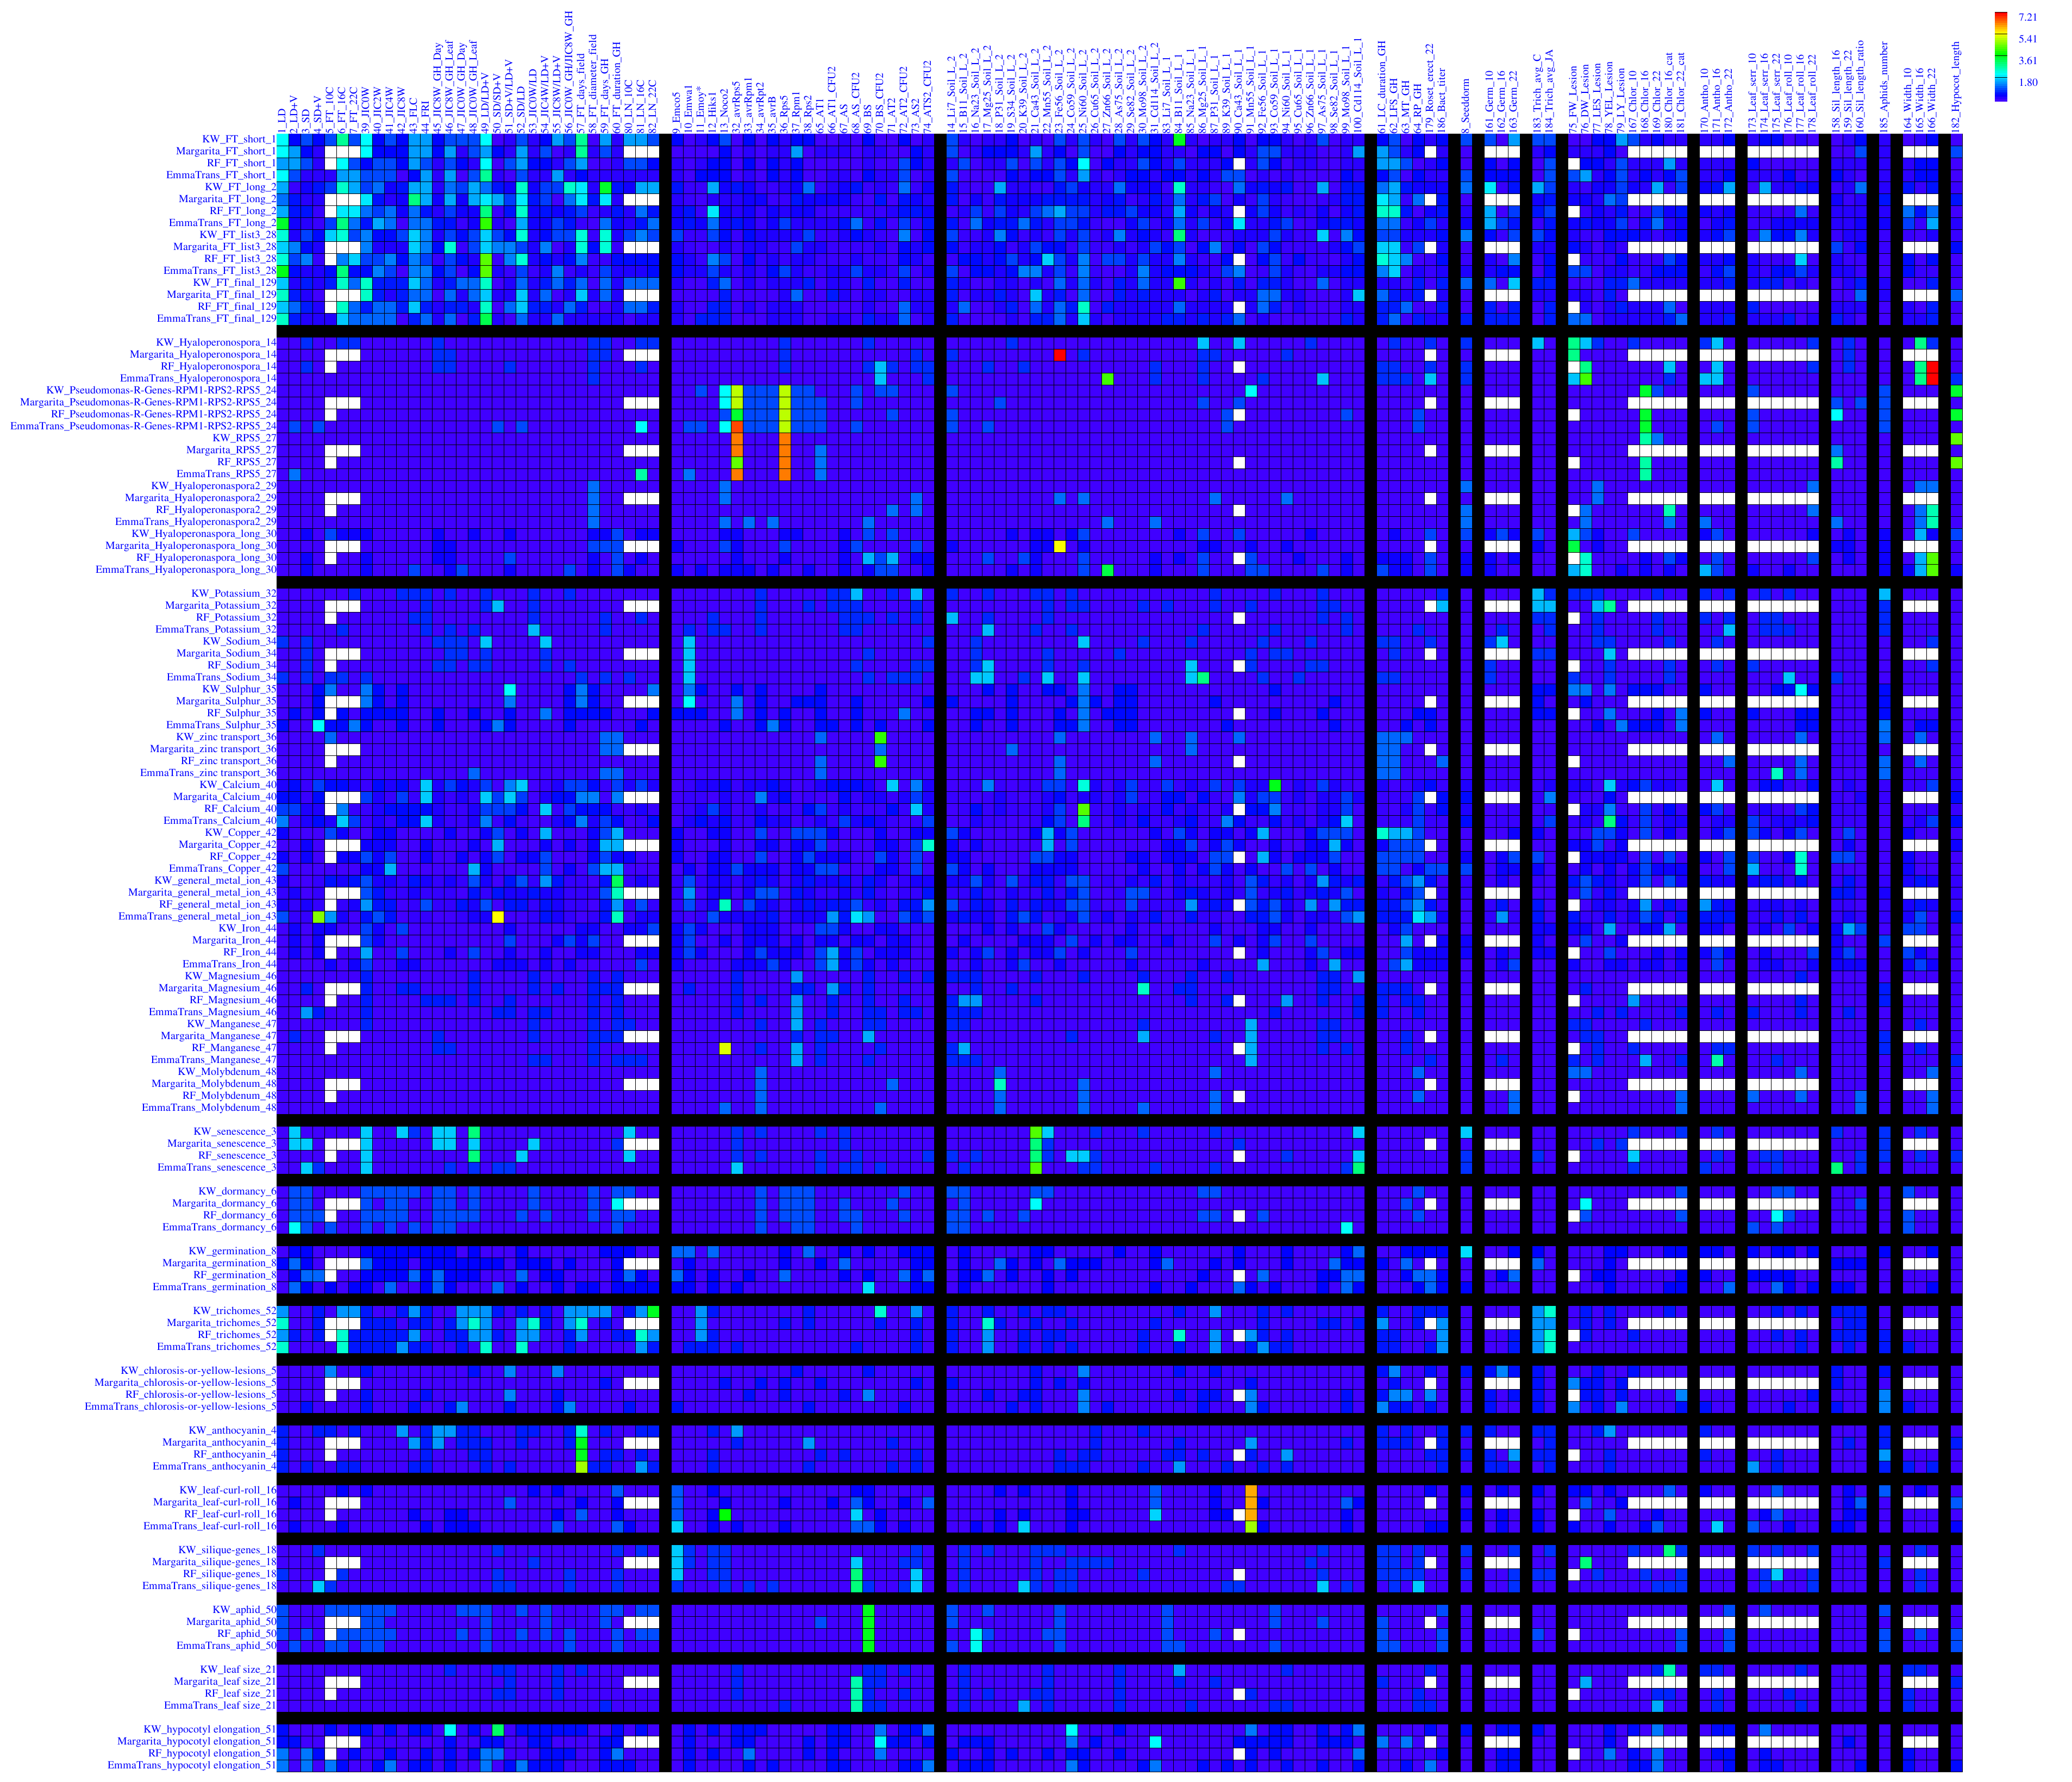 7.21
5.41
3.61
1.80
1_LD
2_LD+V
3_SD
4_SD+V
5_FT_10C
6_FT_16C
7_FT_22C
39_JIC0W
40_JIC2W
41_JIC4W
42_JIC8W
43_FLC
44_FRI
45_JIC8W_GH_Day
46_JIC8W_GH_Leaf
47_JIC0W_GH_Day
48_JIC0W_GH_Leaf
49_LD/LD+V
50_SD/SD+V
51_SD+V/LD+V
52_SD/LD
53_JIC0W/LD
54_JIC4W/LD+V
55_JIC8W/LD+V
56_JIC0W_GH/JIC8W_GH
57_FT_days_field
58_FT_diameter_field
59_FT_days_GH
60_FT_duration_GH
80_LN_10C
81_LN_16C
82_LN_22C
9_Emco5
10_Emwa1
11_Emoy*
12_Hiks1
13_Noco2
32_avrRps5
33_avrRpm1
34_avrRpt2
35_avrB
36_Rps5
37_Rpm1
38_Rps2
65_AT1
66_AT1_CFU2
67_AS
68_AS_CFU2
69_BS
70_BS_CFU2
71_AT2
72_AT2_CFU2
73_AS2
74_ATS2_CFU2
14_Li7_Soil_L_2
15_B11_Soil_L_2
16_Na23_Soil_L_2
17_Mg25_Soil_L_2
18_P31_Soil_L_2
19_S34_Soil_L_2
20_K39_Soil_L_2
21_Ca43_Soil_L_2
22_Mn55_Soil_L_2
23_Fe56_Soil_L_2
24_Co59_Soil_L_2
25_Ni60_Soil_L_2
26_Cu65_Soil_L_2
27_Zn66_Soil_L_2
28_As75_Soil_L_2
29_Se82_Soil_L_2
30_Mo98_Soil_L_2
31_Cd114_Soil_L_2
83_Li7_Soil_L_1
84_B11_Soil_L_1
85_Na23_Soil_L_1
86_Mg25_Soil_L_1
87_P31_Soil_L_1
89_K39_Soil_L_1
90_Ca43_Soil_L_1
91_Mn55_Soil_L_1
92_Fe56_Soil_L_1
93_Co59_Soil_L_1
94_Ni60_Soil_L_1
95_Cu65_Soil_L_1
96_Zn66_Soil_L_1
97_As75_Soil_L_1
98_Se82_Soil_L_1
99_Mo98_Soil_L_1
100_Cd114_Soil_L_1
61_LC_duration_GH
62_LFS_GH
63_MT_GH
64_RP_GH
179_Roset_erect_22
186_Bact_titer
8_Seeddorm
161_Germ_10
162_Germ_16
163_Germ_22
183_Trich_avg_C
184_Trich_avg_JA
75_FW_Lesion
76_DW_Lesion
77_LES_Lesion
78_YEL_Lesion
79_LY_Lesion
167_Chlor_10
168_Chlor_16
169_Chlor_22
180_Chlor_16_cat
181_Chlor_22_cat
170_Antho_10
171_Antho_16
172_Antho_22
173_Leaf_serr_10
174_Leaf_serr_16
175_Leaf_serr_22
176_Leaf_roll_10
177_Leaf_roll_16
178_Leaf_roll_22
158_Sil_length_16
159_Sil_length_22
160_Sil_length_ratio
185_Aphids_number
164_Width_10
165_Width_16
166_Width_22
182_Hypocot_length
KW_FT_short_1
Margarita_FT_short_1
RF_FT_short_1
EmmaTrans_FT_short_1
KW_FT_long_2
Margarita_FT_long_2
RF_FT_long_2
EmmaTrans_FT_long_2
KW_FT_list3_28
Margarita_FT_list3_28
RF_FT_list3_28
EmmaTrans_FT_list3_28
KW_FT_final_129
Margarita_FT_final_129
RF_FT_final_129
EmmaTrans_FT_final_129
KW_Hyaloperonospora_14
Margarita_Hyaloperonospora_14
RF_Hyaloperonospora_14
EmmaTrans_Hyaloperonospora_14
KW_Pseudomonas-R-Genes-RPM1-RPS2-RPS5_24
Margarita_Pseudomonas-R-Genes-RPM1-RPS2-RPS5_24
RF_Pseudomonas-R-Genes-RPM1-RPS2-RPS5_24
EmmaTrans_Pseudomonas-R-Genes-RPM1-RPS2-RPS5_24
KW_RPS5_27
Margarita_RPS5_27
RF_RPS5_27
EmmaTrans_RPS5_27
KW_Hyaloperonaspora2_29
Margarita_Hyaloperonaspora2_29
RF_Hyaloperonaspora2_29
EmmaTrans_Hyaloperonaspora2_29
KW_Hyaloperonaspora_long_30
Margarita_Hyaloperonaspora_long_30
RF_Hyaloperonaspora_long_30
EmmaTrans_Hyaloperonaspora_long_30
KW_Potassium_32
Margarita_Potassium_32
RF_Potassium_32
EmmaTrans_Potassium_32
KW_Sodium_34
Margarita_Sodium_34
RF_Sodium_34
EmmaTrans_Sodium_34
KW_Sulphur_35
Margarita_Sulphur_35
RF_Sulphur_35
EmmaTrans_Sulphur_35
KW_zinc transport_36
Margarita_zinc transport_36
RF_zinc transport_36
EmmaTrans_zinc transport_36
KW_Calcium_40
Margarita_Calcium_40
RF_Calcium_40
EmmaTrans_Calcium_40
KW_Copper_42
Margarita_Copper_42
RF_Copper_42
EmmaTrans_Copper_42
KW_general_metal_ion_43
Margarita_general_metal_ion_43
RF_general_metal_ion_43
EmmaTrans_general_metal_ion_43
KW_Iron_44
Margarita_Iron_44
RF_Iron_44
EmmaTrans_Iron_44
KW_Magnesium_46
Margarita_Magnesium_46
RF_Magnesium_46
EmmaTrans_Magnesium_46
KW_Manganese_47
Margarita_Manganese_47
RF_Manganese_47
EmmaTrans_Manganese_47
KW_Molybdenum_48
Margarita_Molybdenum_48
RF_Molybdenum_48
EmmaTrans_Molybdenum_48
KW_senescence_3
Margarita_senescence_3
RF_senescence_3
EmmaTrans_senescence_3
KW_dormancy_6
Margarita_dormancy_6
RF_dormancy_6
EmmaTrans_dormancy_6
KW_germination_8
Margarita_germination_8
RF_germination_8
EmmaTrans_germination_8
KW_trichomes_52
Margarita_trichomes_52
RF_trichomes_52
EmmaTrans_trichomes_52
KW_chlorosis-or-yellow-lesions_5
Margarita_chlorosis-or-yellow-lesions_5
RF_chlorosis-or-yellow-lesions_5
EmmaTrans_chlorosis-or-yellow-lesions_5
KW_anthocyanin_4
Margarita_anthocyanin_4
RF_anthocyanin_4
EmmaTrans_anthocyanin_4
KW_leaf-curl-roll_16
Margarita_leaf-curl-roll_16
RF_leaf-curl-roll_16
EmmaTrans_leaf-curl-roll_16
KW_silique-genes_18
Margarita_silique-genes_18
RF_silique-genes_18
EmmaTrans_silique-genes_18
KW_aphid_50
Margarita_aphid_50
RF_aphid_50
EmmaTrans_aphid_50
KW_leaf size_21
Margarita_leaf size_21
RF_leaf size_21
EmmaTrans_leaf size_21
KW_hypocotyl elongation_51
Margarita_hypocotyl elongation_51
RF_hypocotyl elongation_51
EmmaTrans_hypocotyl elongation_51